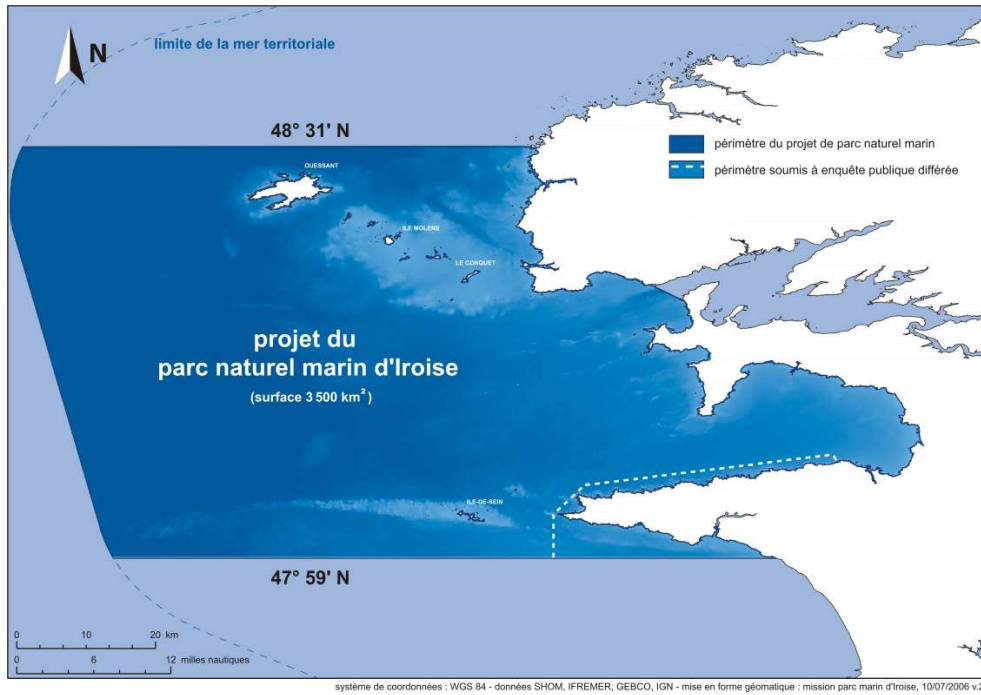 limite de la mer territoriale
N
48° 31' N
OUESSANT
périmètre du projet de parc naturel marin
périmètre soumis à enquête publique différée
ILE MOLENE
LE CONQUET
projet du
parc naturel marin d'Iroise
(surface 3 500 km²)
ILE-DE-SEIN
47° 59' N
0 10 20 km
0 6 12 milles nautiques
système de coordonnées : WGS 84 - données SHOM, IFREMER, GEBCO, IGN - mise en forme géomatique : mission parc marin d'Iroise, 10/07/2006 v.2